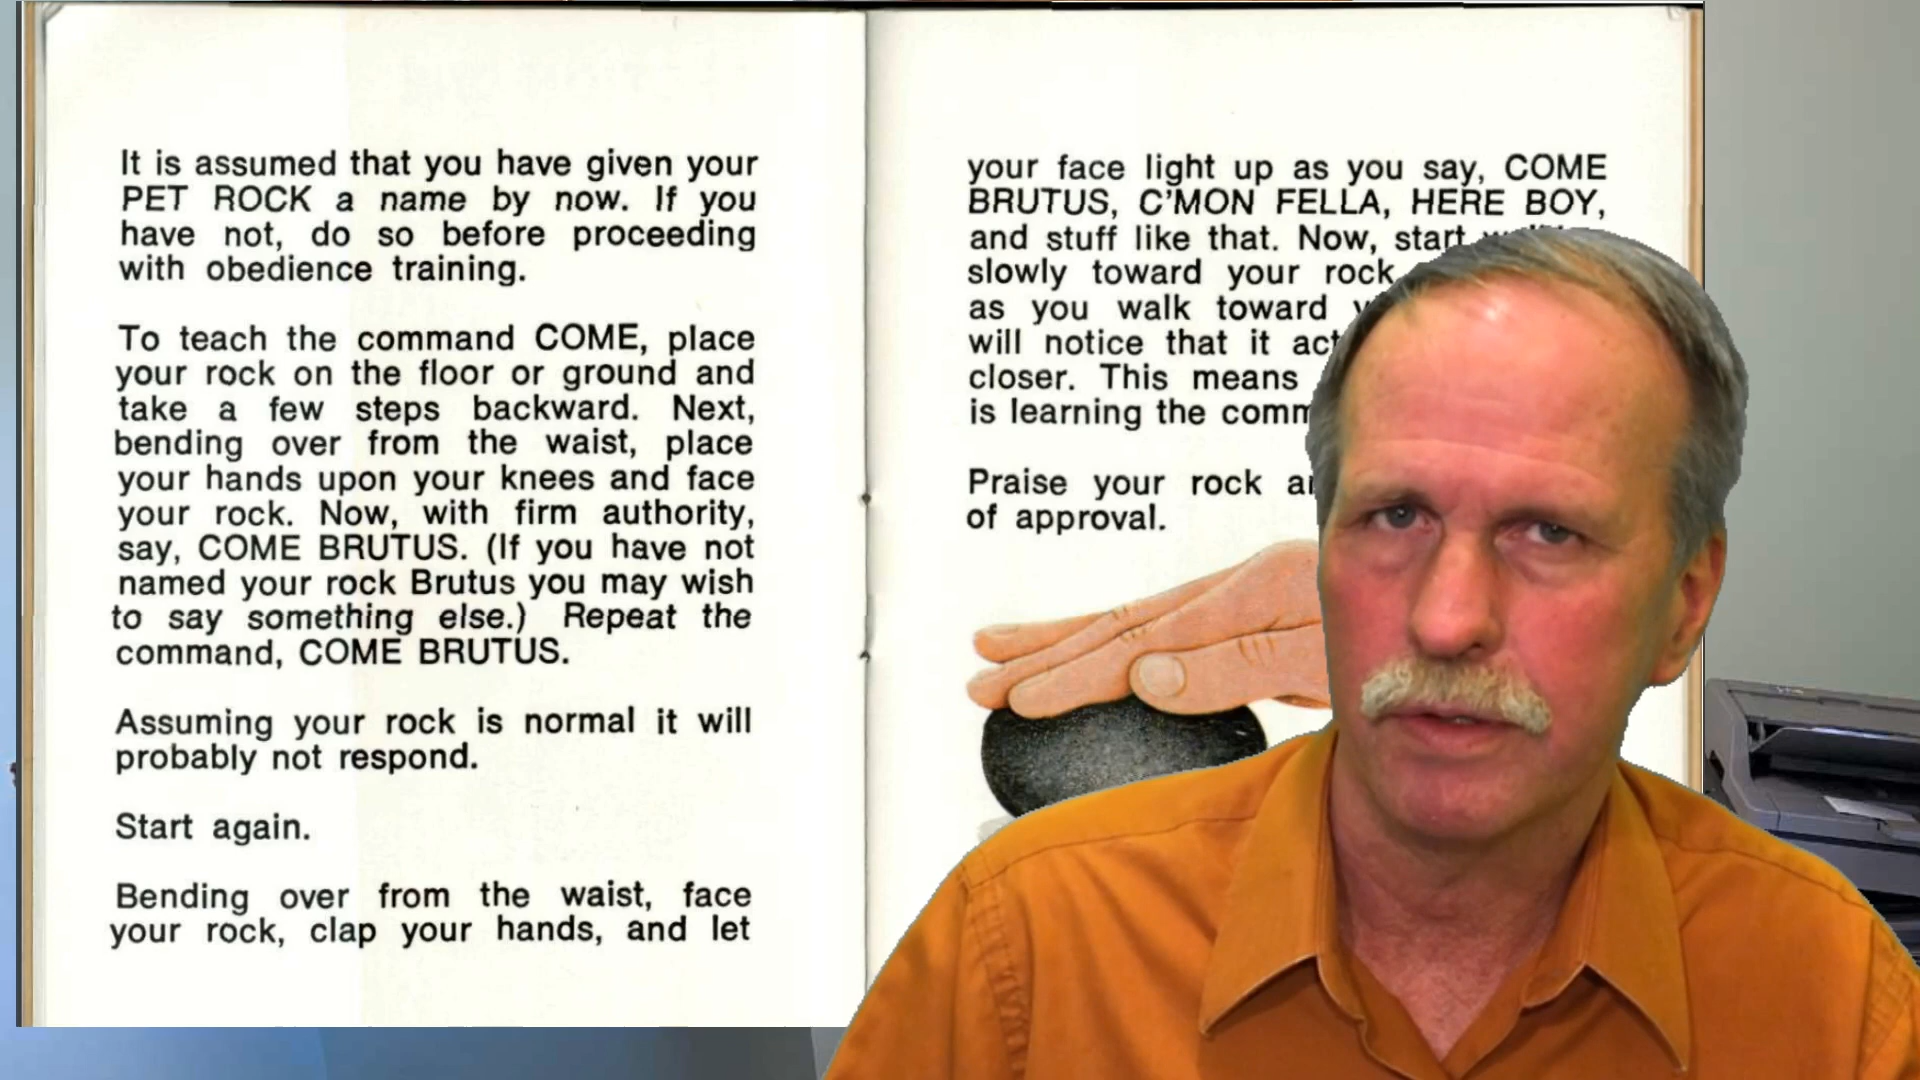 It is assumed that you have given your
PET ROCK a name by now. If you
have not, do so before proceeding
with obedience training.
To teach the command COME, place
your rock on the floor or ground and
take a few steps backward. Next,
bending over from the waist, place
your hands upon your knees and face
your rock. Now, with firm authority,
say, COME BRUTUS. (If you have not
named your rock Brutus you may wish
to say something else.) Repeat the
command, COME BRUTUS.
Assuming your rock is normal it will
probably not respond.
Start again.
Bending over from the waist, face
your rock, clap your hands, and let
your face light up as you say, COME
BRUTUS, C'MON FELLA, HERE BOY,
and stuff like that. Now, start
slowly toward your rock
as you walk toward
will notice that it
closer. This means
is learning the
Praise your rock
of approval.